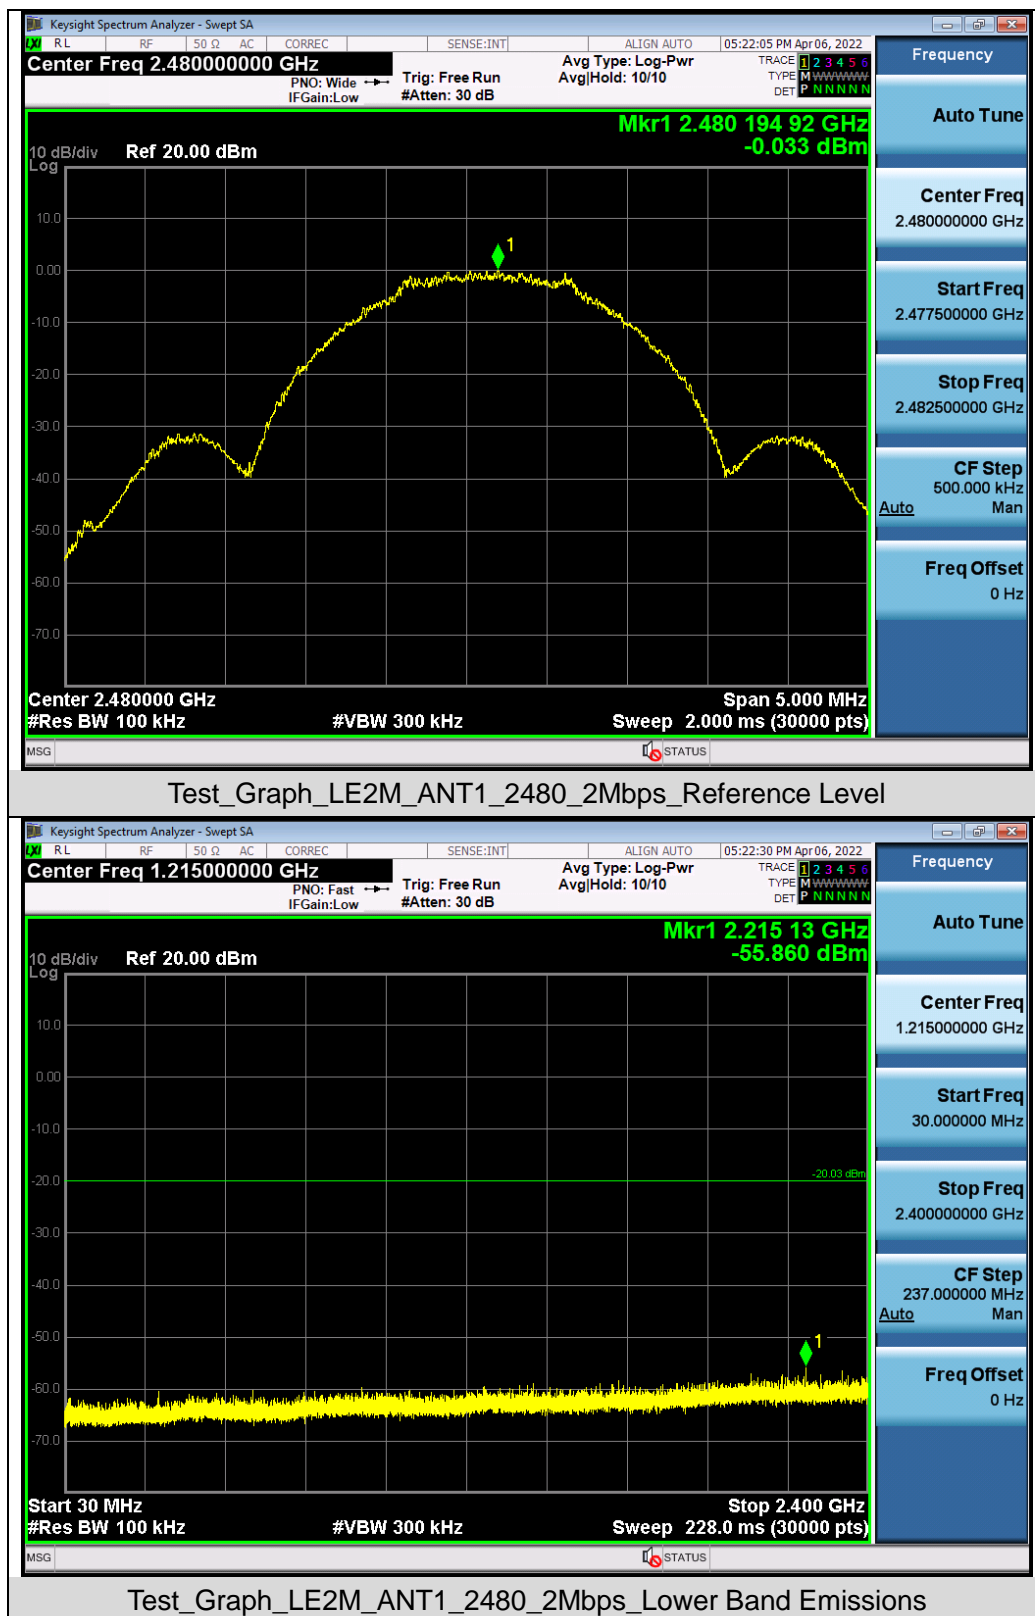 Keysight Spectrum Analyzer - Swept SA
LXI RL RF 50 Ω AC CORREC SENSE:INT ALIGN AUTO 05:22:05 PM Apr 06, 2022
Center Freq 2.480000000 GHz
PNO: Wide
IFGain:Low
Trig: Free Run
#Atten: 30 dB
Avg Type: Log-Pwr
Avg|Hold: 10/10
TRACE 1 2 3 4 5 6
TYPE M WWWWW
DET P N N N N N
Mkr1 2.480 194 92 GHz
-0.033 dBm
10 dB/div Ref 20.00 dBm
Log
10.0
0.00
-10.0
-20.0
-30.0
-40.0
-50.0
-60.0
-70.0
1
Center 2.480000 GHz Span 5.000 MHz
#Res BW 100 kHz #VBW 300 kHz Sweep 2.000 ms (30000 pts)
MSG STATUS
Frequency
Auto Tune
Center Freq
2.480000000 GHz
Start Freq
2.477500000 GHz
Stop Freq
2.482500000 GHz
CF Step
500.000 kHz
Auto Man
Freq Offset
0 Hz
Test_Graph_LE2M_ANT1_2480_2Mbps_Reference Level
Keysight Spectrum Analyzer - Swept SA
LXI RL RF 50 Ω AC CORREC SENSE:INT ALIGN AUTO 05:22:30 PM Apr 06, 2022
Center Freq 1.215000000 GHz
PNO: Fast
IFGain:Low
Trig: Free Run
#Atten: 30 dB
Avg Type: Log-Pwr
Avg|Hold: 10/10
TRACE 1 2 3 4 5 6
TYPE M WWWWW
DET P N N N N N
Mkr1 2.215 13 GHz
-55.860 dBm
10 dB/div Ref 20.00 dBm
Log
10.0
0.00
-10.0
-20.0
-30.0
-40.0
-50.0
-60.0
-70.0
-20.03 dBm
1
Start 30 MHz Stop 2.400 GHz
#Res BW 100 kHz #VBW 300 kHz Sweep 228.0 ms (30000 pts)
MSG STATUS
Frequency
Auto Tune
Center Freq
1.215000000 GHz
Start Freq
30.000000 MHz
Stop Freq
2.400000000 GHz
CF Step
237.000000 MHz
Auto Man
Freq Offset
0 Hz
Test_Graph_LE2M_ANT1_2480_2Mbps_Lower Band Emissions